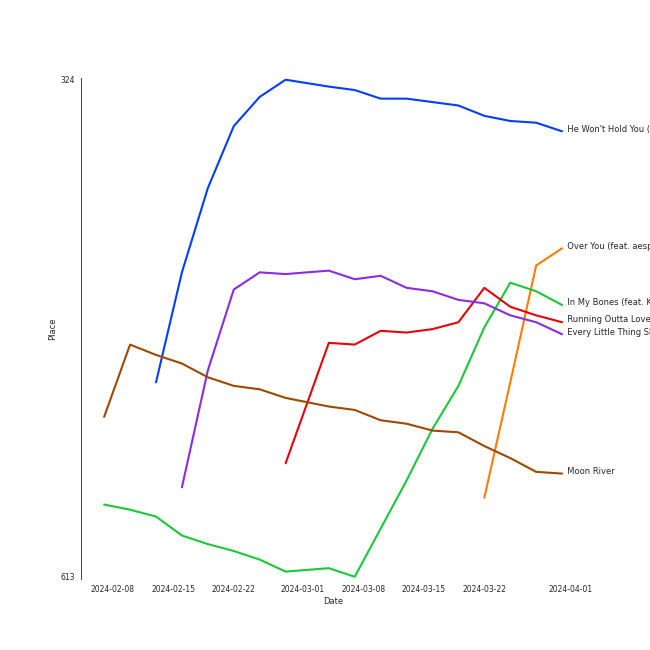 324
He Won't Hold You (
Over You (feat. aesp
In My Bones (feat. K
Running Outta Love
Every Little Thing S
Moon River
Place
613
2024-02-08 2024-02-15 2024-02-22 2024-03-01 2024-03-08 2024-03-15 2024-03-22 2024-04-01
Date